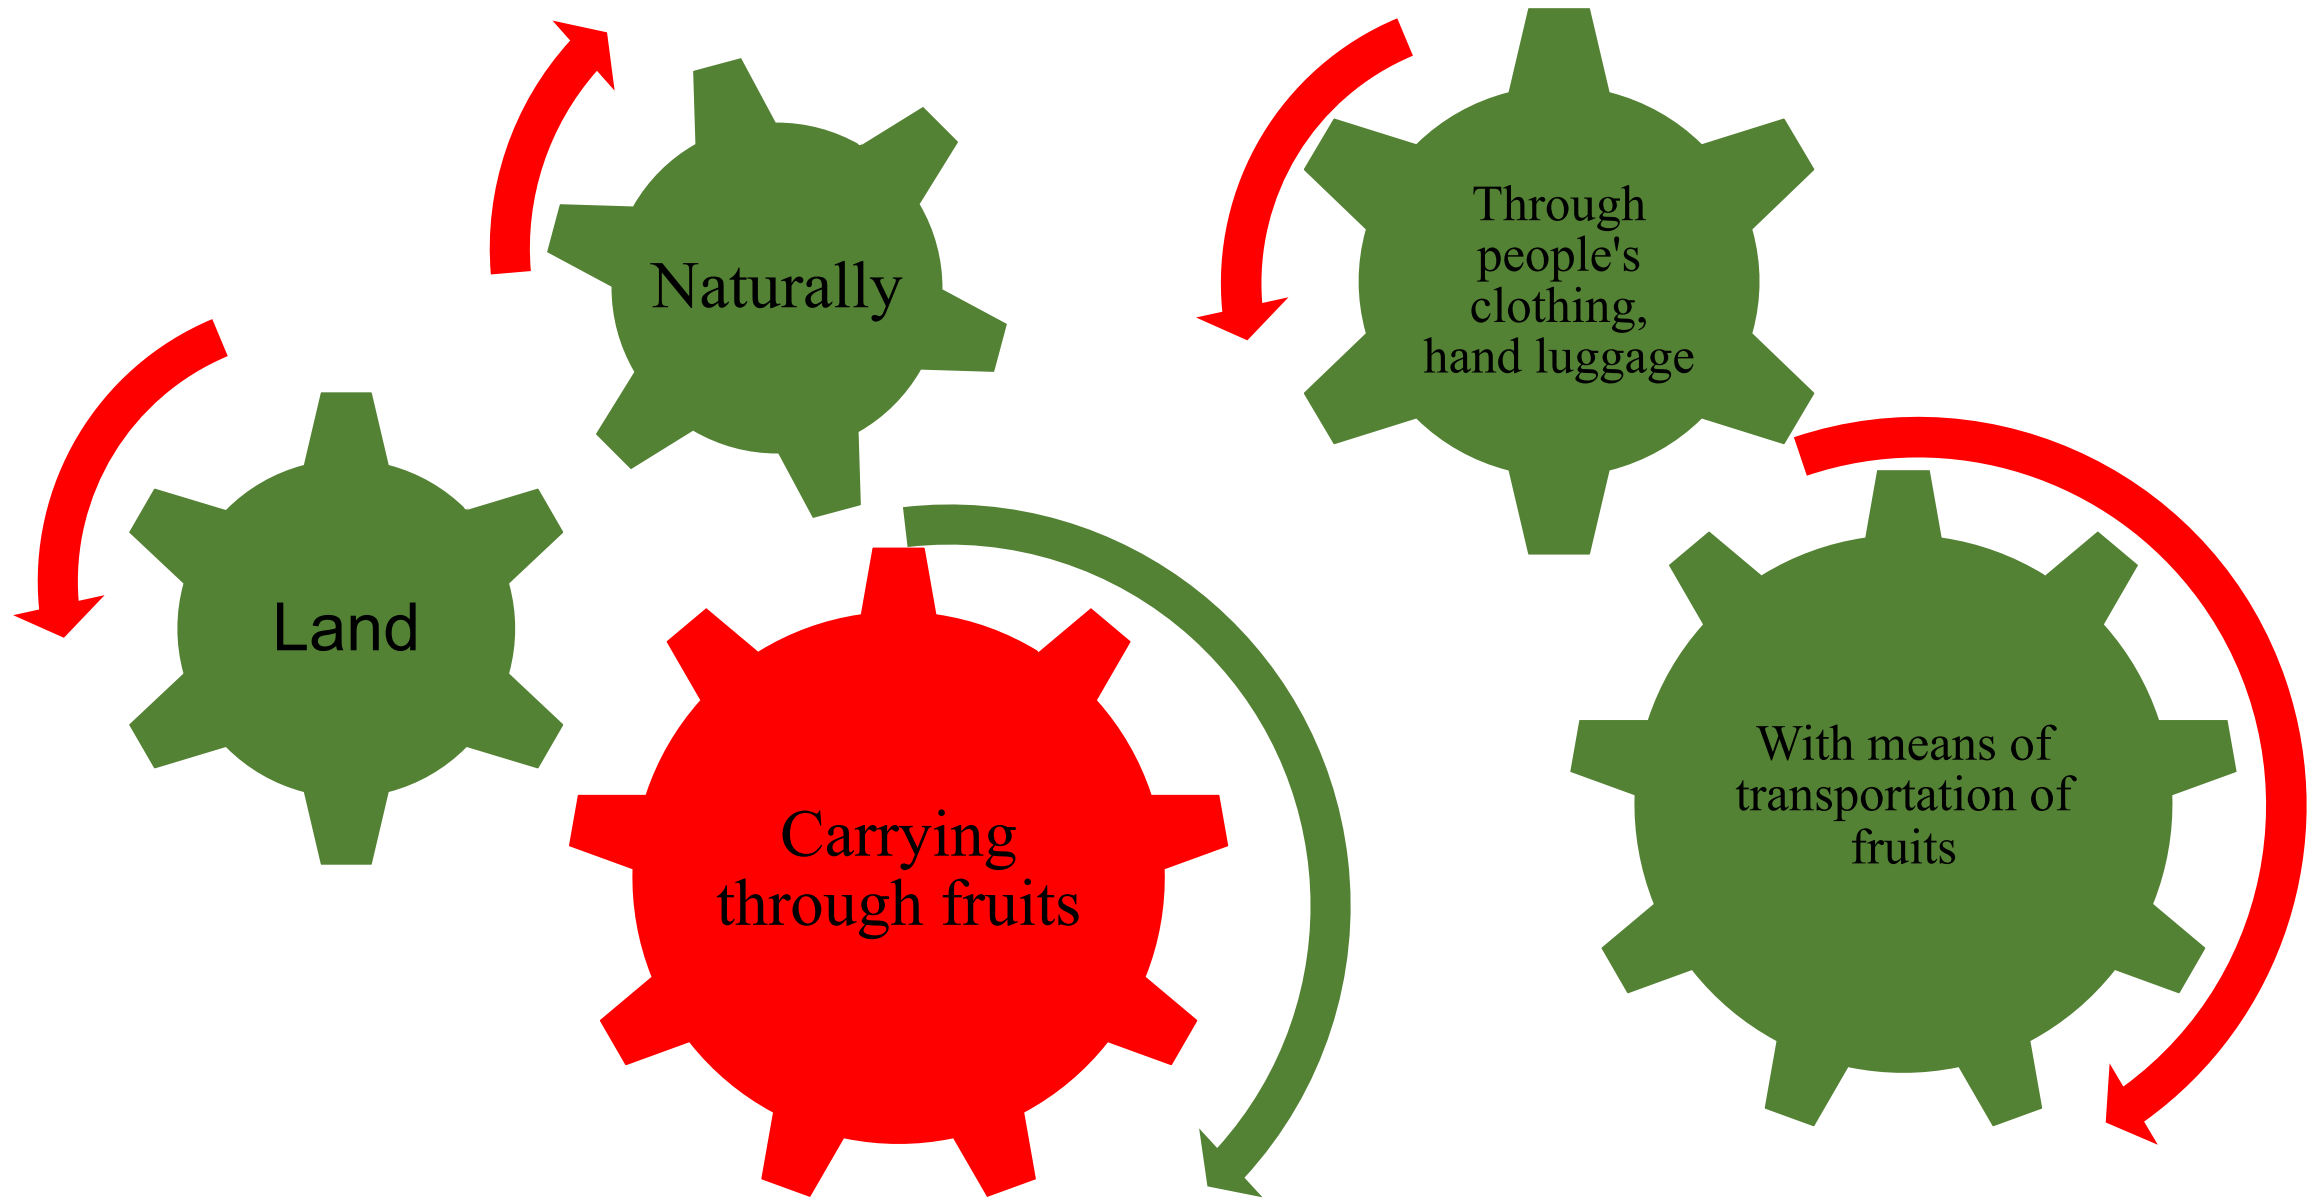 Naturally
Through
people's
clothing,
hand luggage
Land
Carrying
through fruits
With means of
transportation of
fruits